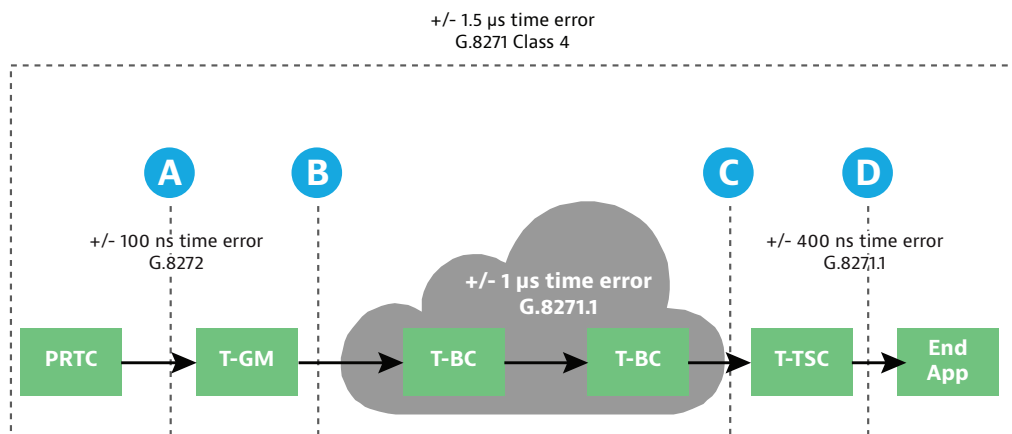 +/- 1.5 µs time error
G.8271 Class 4
A
B
C
D
+/- 100 ns time error
G.8272
+/- 1 µs time error
G.8271.1
+/- 400 ns time error
G.8271.1
PRTC
T-GM
T-BC
T-BC
T-TSC
End
App